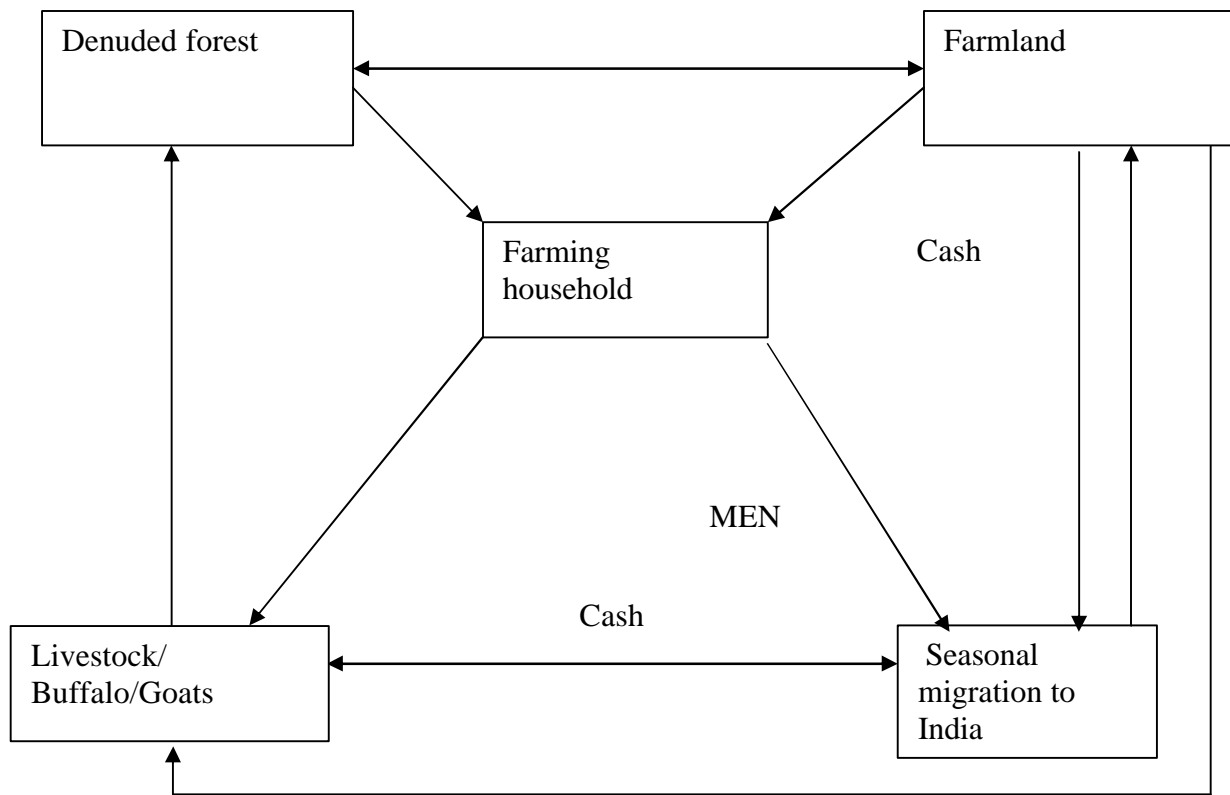 Denuded forest
Farmland
Farming
household
Cash
MEN
Cash
Livestock/
Buffalo/Goats
Seasonal
migration to
India